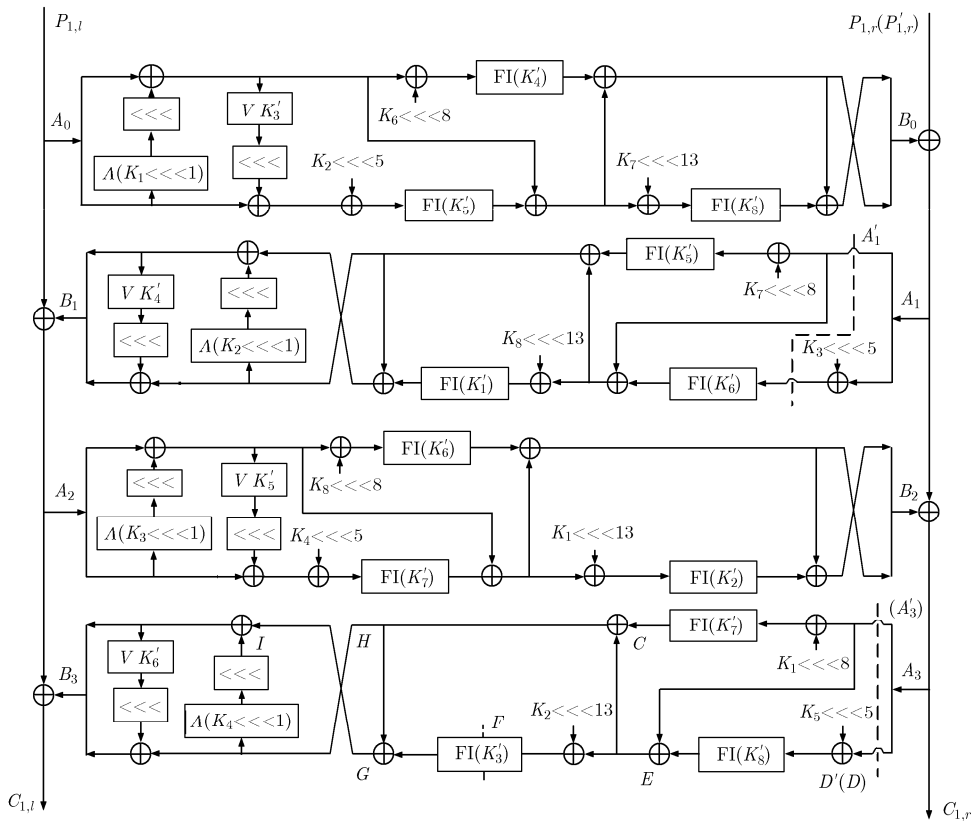 P1,l
P1,r(P′1,r)
FI(K′4)
<<<
V K′3
K6<<<8
A0
B0
<<<
K2<<<5
K7<<<13
Λ(K1<<<1)
FI(K′5)
FI(K′8)
A′1
FI(K′5)
V K′4
<<<
K7<<<8
B1
A1
<<<
Λ(K2<<<1)
K8<<<13
K3<<<5
FI(K′1)
FI(K′6)
FI(K′6)
<<<
V K′5
K8<<<8
A2
B2
Λ(K3<<<1)
<<<
K4<<<5
K1<<<13
FI(K′7)
FI(K′2)
(A′3)
I
H
C
FI(K′7)
V K′6
<<<
K1<<<8
A3
B3
<<<
Λ(K4<<<1)
F
K2<<<13
K5<<<5
FI(K′3)
FI(K′8)
G
E
D′(D)
C1,l
C1,r